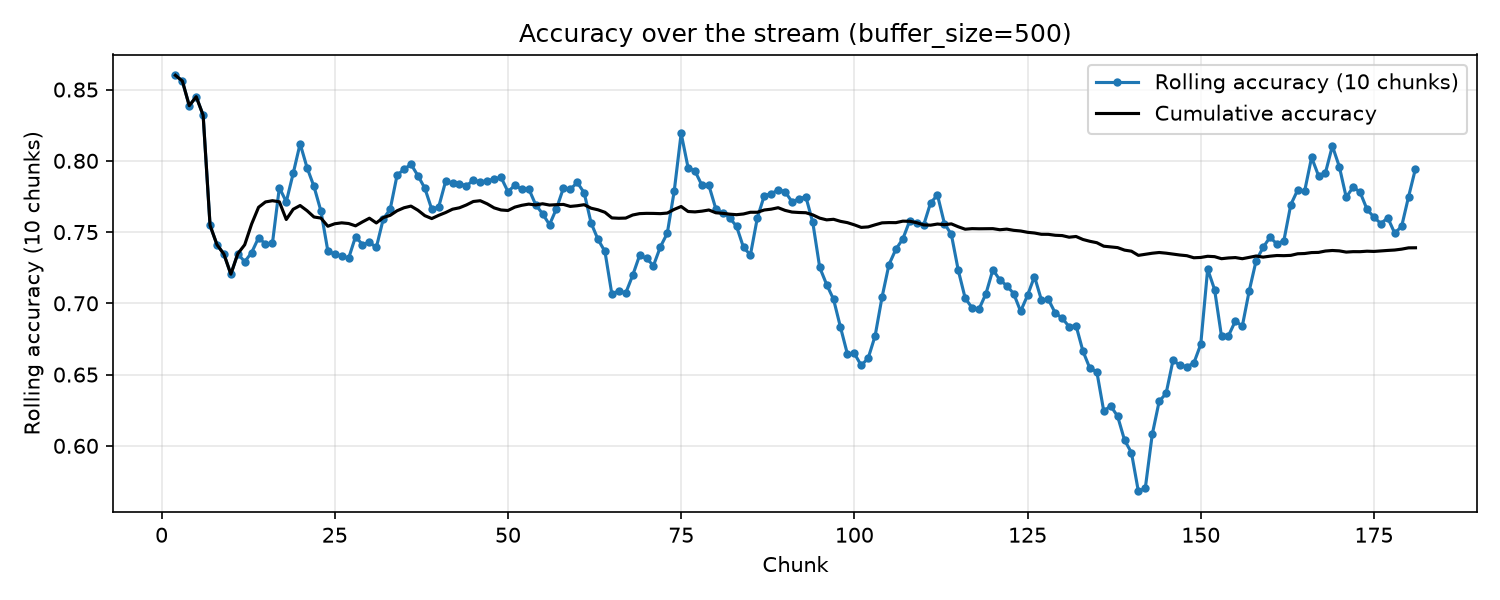 Accuracy over the stream (buffer_size=500)
Rolling accuracy (10 chunks)
Cumulative accuracy
Rolling accuracy (10 chunks)
0.85
0.80
0.75
0.70
0.65
0.60
0 25 50 75 100 125 150 175
Chunk